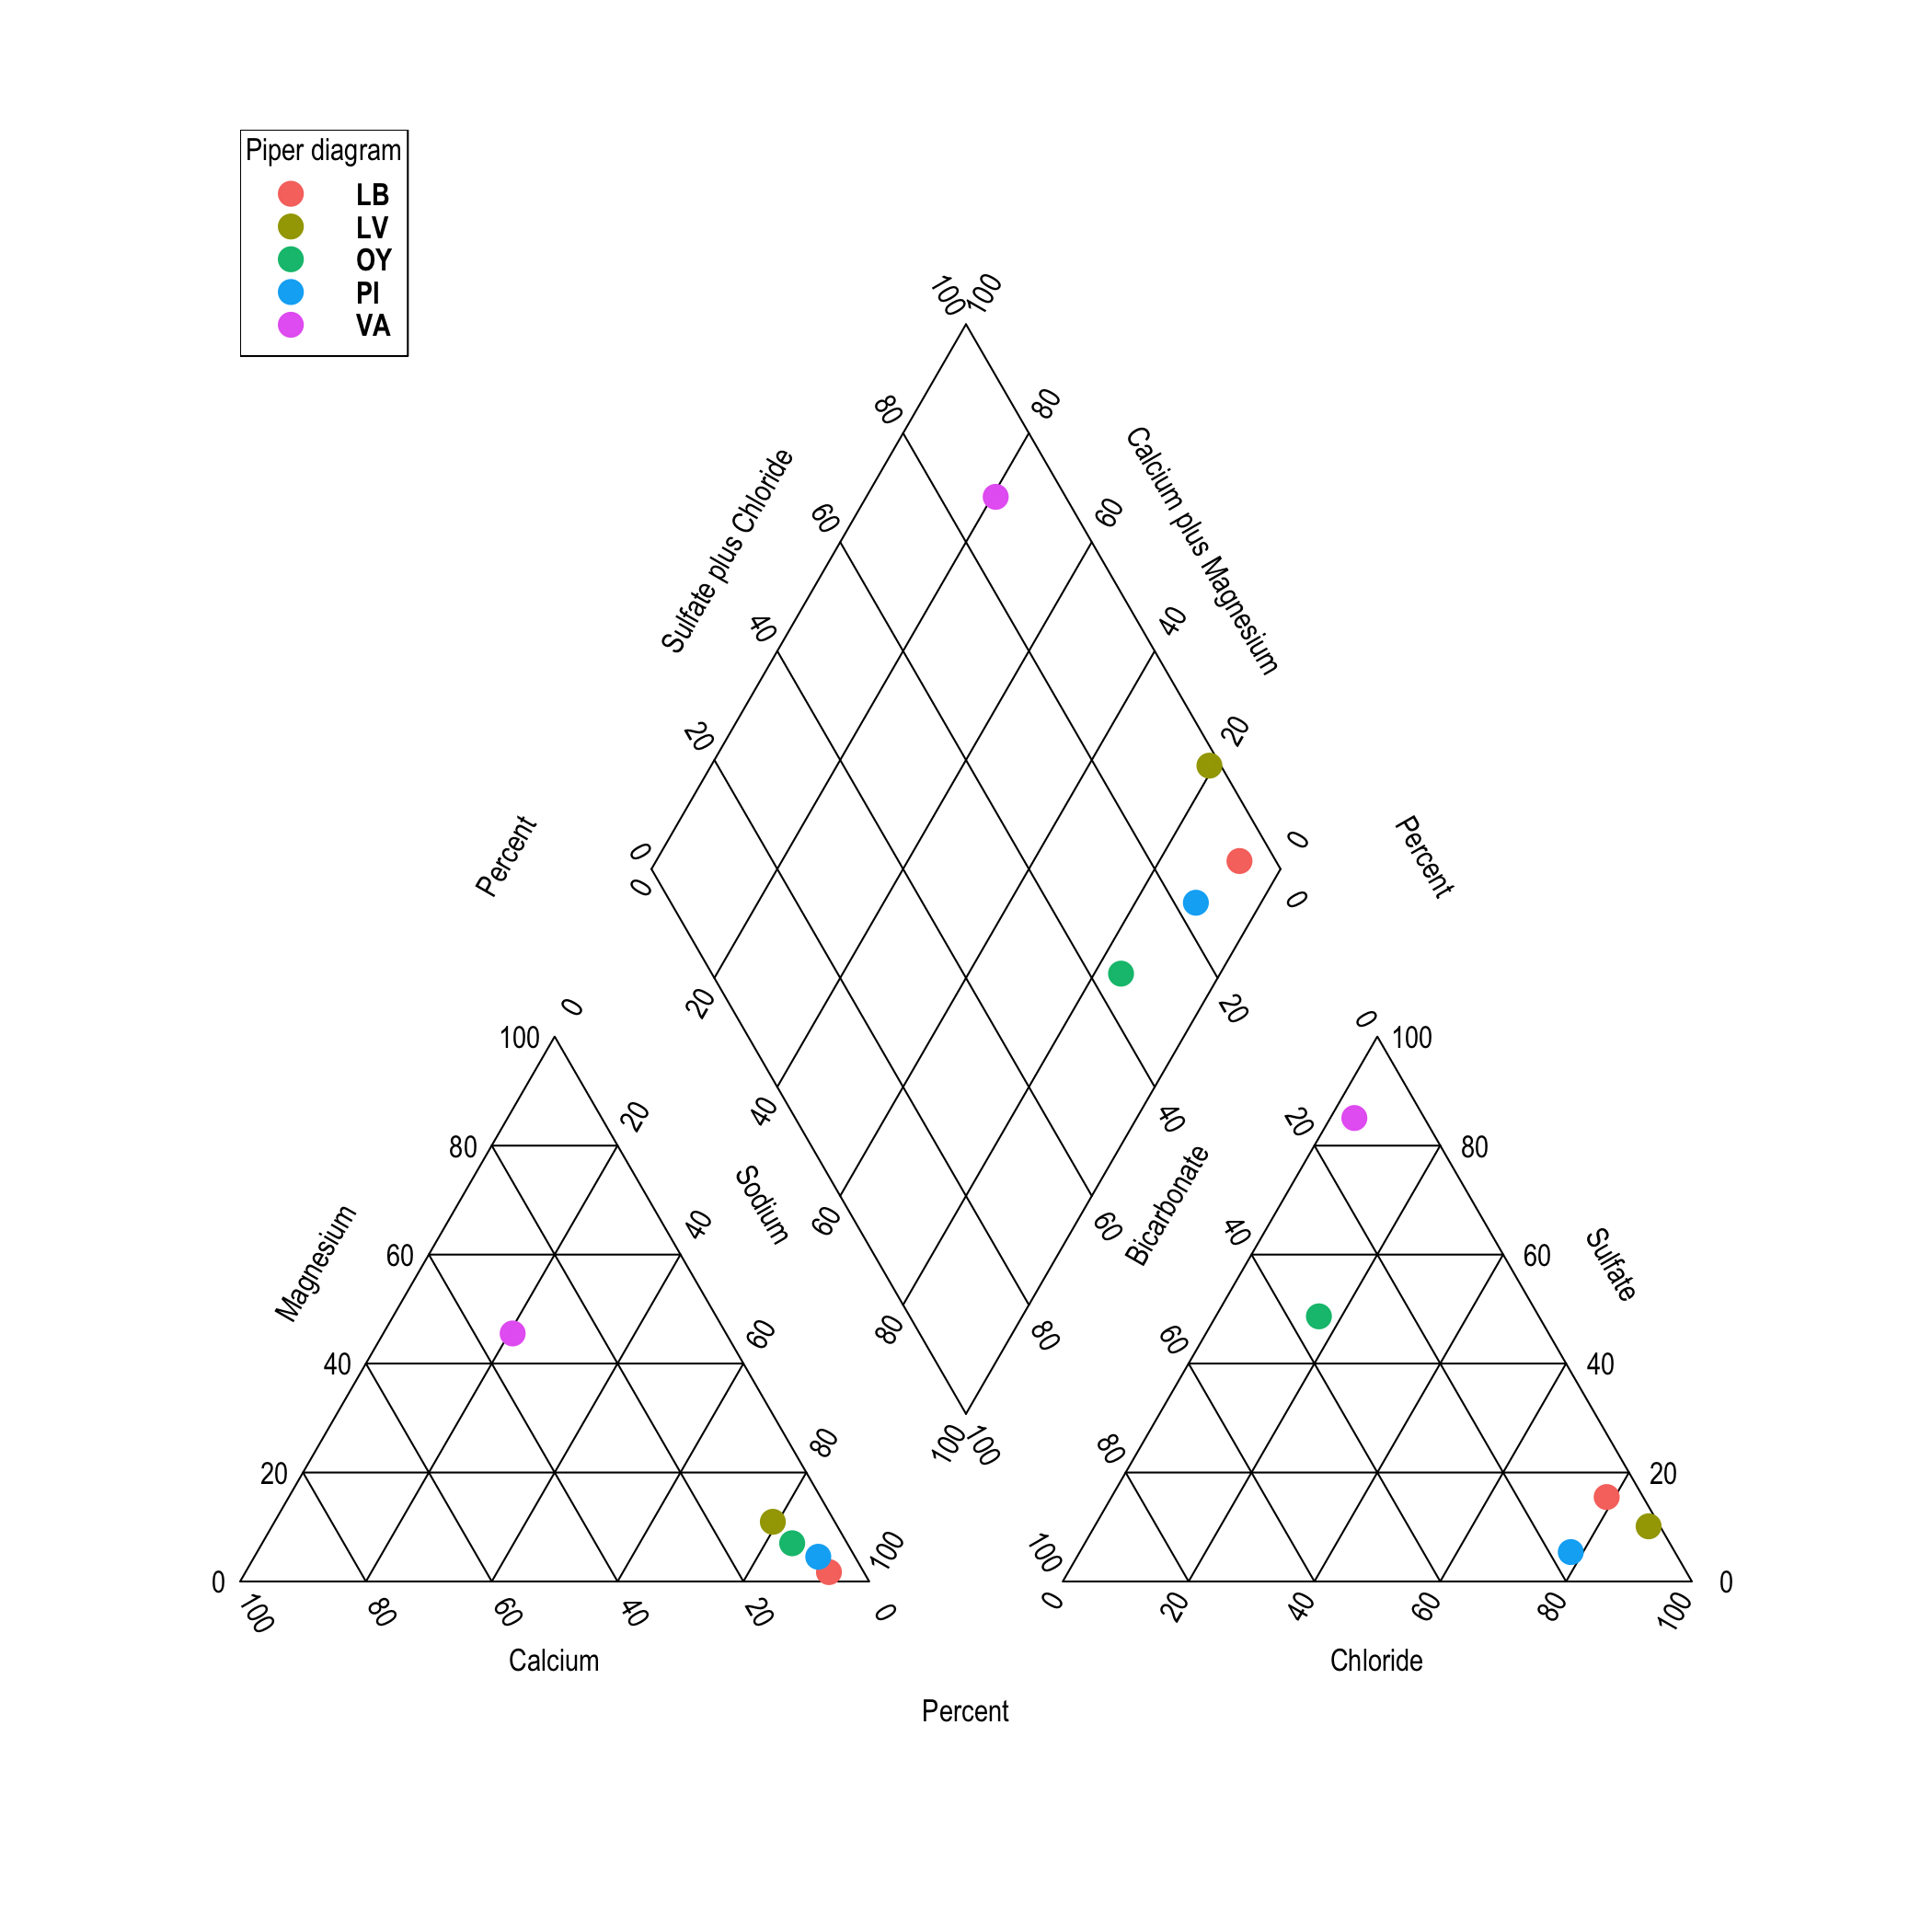 Piper diagram
LB
LV
OY
PI
VA
100 100
80 80
Sulfate plus Chloride
Calcium plus Magnesium
60 60
40 40
20 20
Percent
Percent
0 0
0 0
20 20
40 40
60 60
80 80
100 100
Magnesium
Sodium
Bicarbonate
Sulfate
100 0
80 20
60 40
40 60
20 80
0 100
100 80 60 40 20 0
Calcium
0 100
20 80
40 60
60 40
80 20
100 0
0 20 40 60 80 100
Chloride
Percent